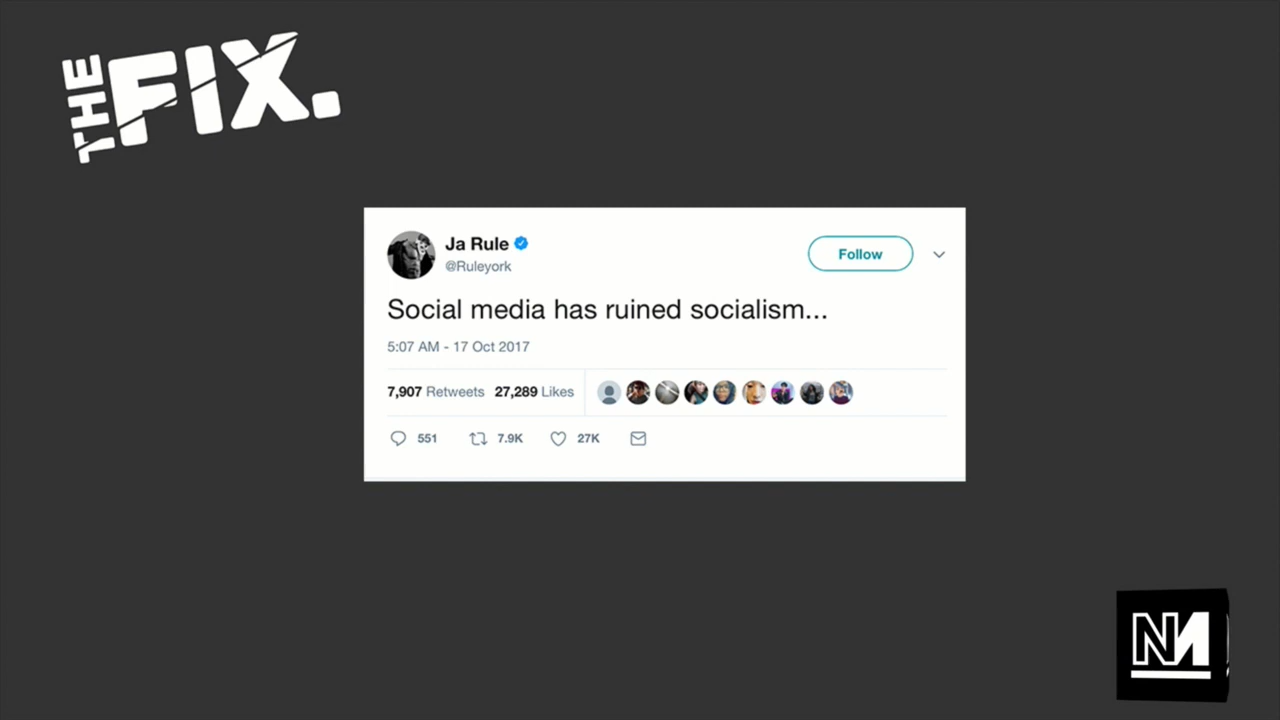 THE FIX.
Ja Rule
@Ruleyork
Follow
Social media has ruined socialism...
5:07 AM - 17 Oct 2017
7,907 Retweets 27,289 Likes
551 7.9K 27K
NM